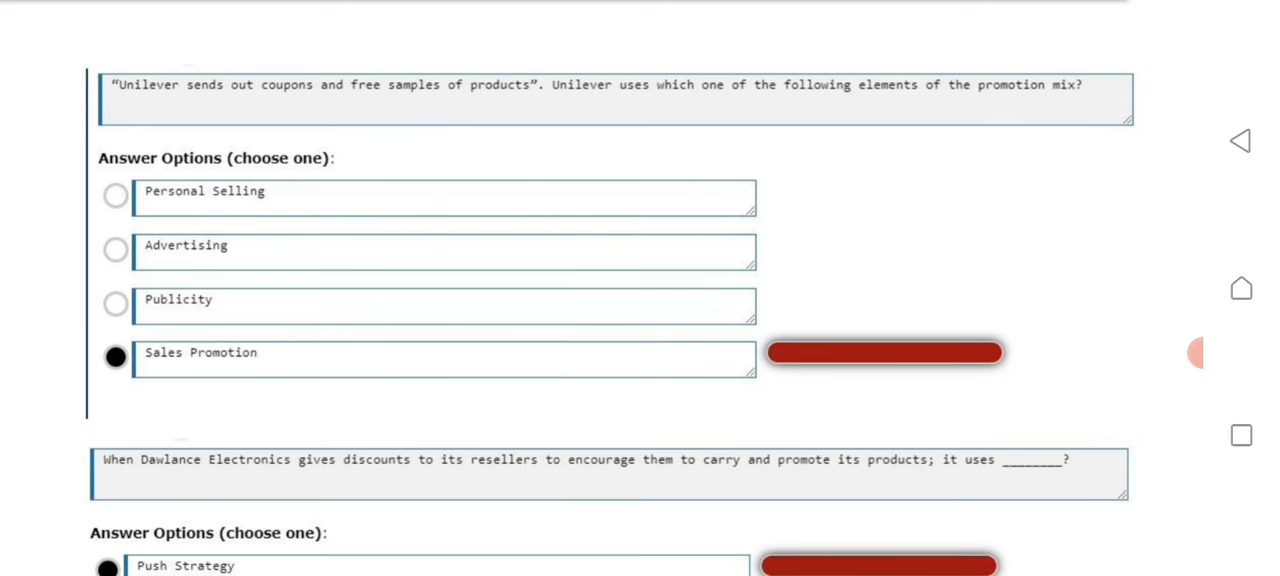 “Unilever sends out coupons and free samples of products”. Unilever uses which one of the following elements of the promotion mix?
Answer Options (choose one):
Personal Selling
Advertising
Publicity
Sales Promotion
When Dawlance Electronics gives discounts to its resellers to encourage them to carry and promote its products; it uses ________?
Answer Options (choose one):
Push Strategy